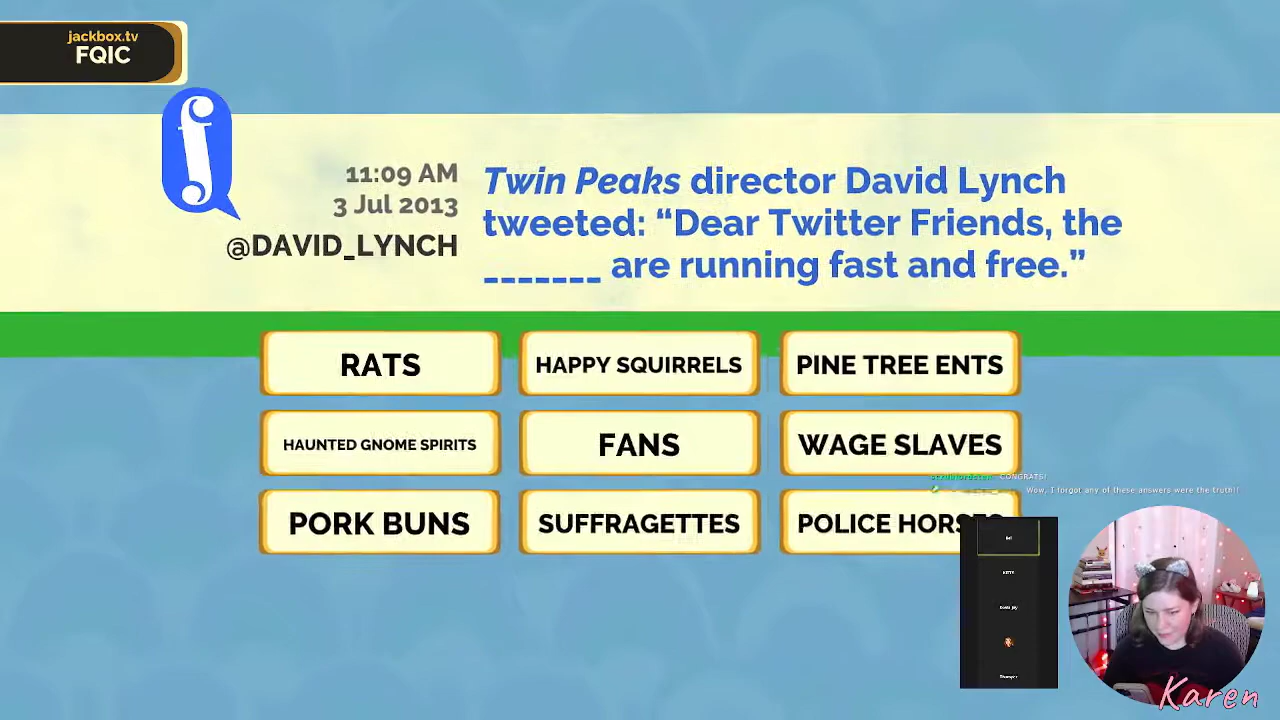 jackbox.tv
FQIC
11:09 AM
3 Jul 2013
@DAVID_LYNCH
Twin Peaks director David Lynch
tweeted: “Dear Twitter Friends, the
_______ are running fast and free.”
RATS
HAPPY SQUIRRELS
PINE TREE ENTS
HAUNTED GNOME SPIRITS
FANS
WAGE SLAVES
CONGRATS!
Wow, I forgot any of these answers were the truth!!
PORK BUNS
SUFFRAGETTES
POLICE HORSES
Karen